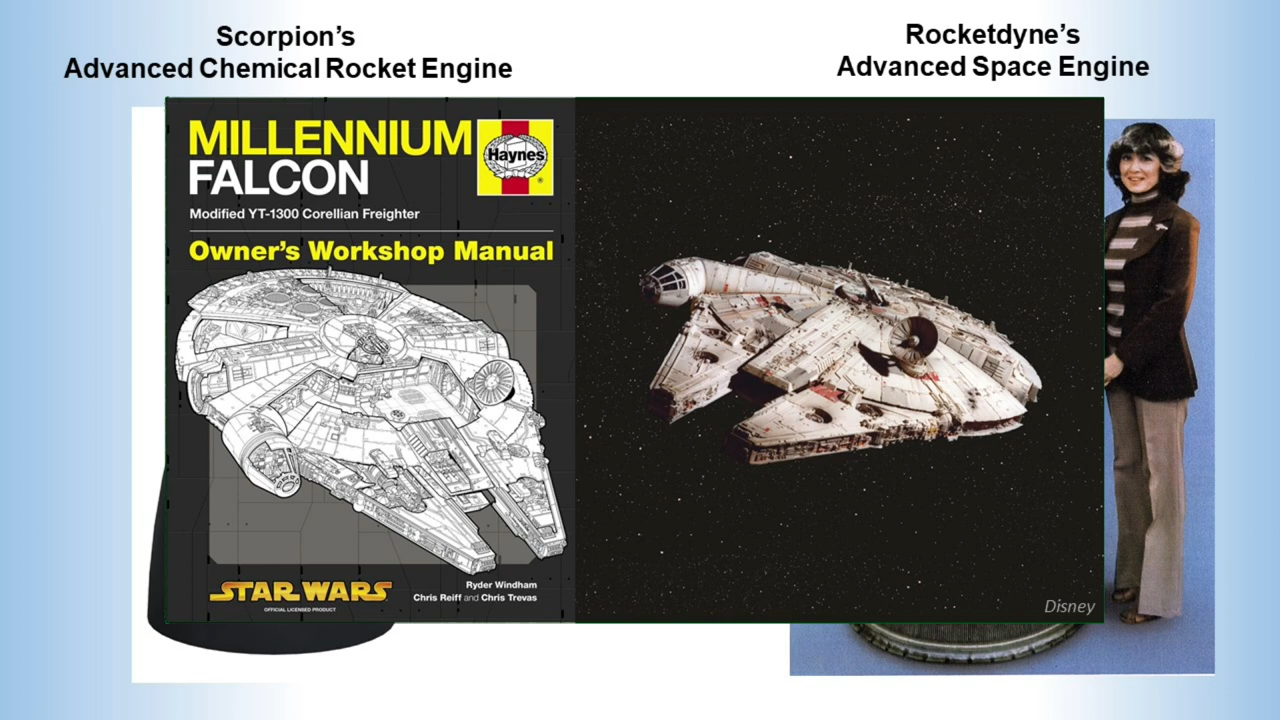 Scorpion's
Advanced Chemical Rocket Engine
Rocketdyne's
Advanced Space Engine
MILLENNIUM
FALCON
Haynes
®
Modified YT-1300 Corellian Freighter
Owner's Workshop Manual
STAR WARS
OFFICIAL LICENSED PRODUCT
Ryder Windham
Chris Reiff and Chris Trevas
Disney